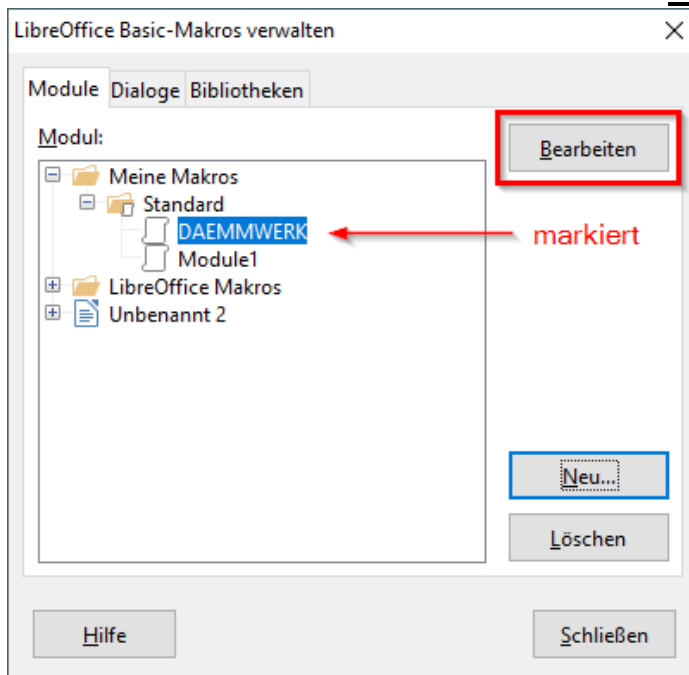 LibreOffice Basic-Makros verwalten
Module Dialoge Bibliotheken
Modul:
Bearbeiten
Meine Makros
Standard
DAEMMWERK
markiert
Module1
LibreOffice Makros
Unbenannt 2
Neu...
Löschen
Hilfe
Schließen